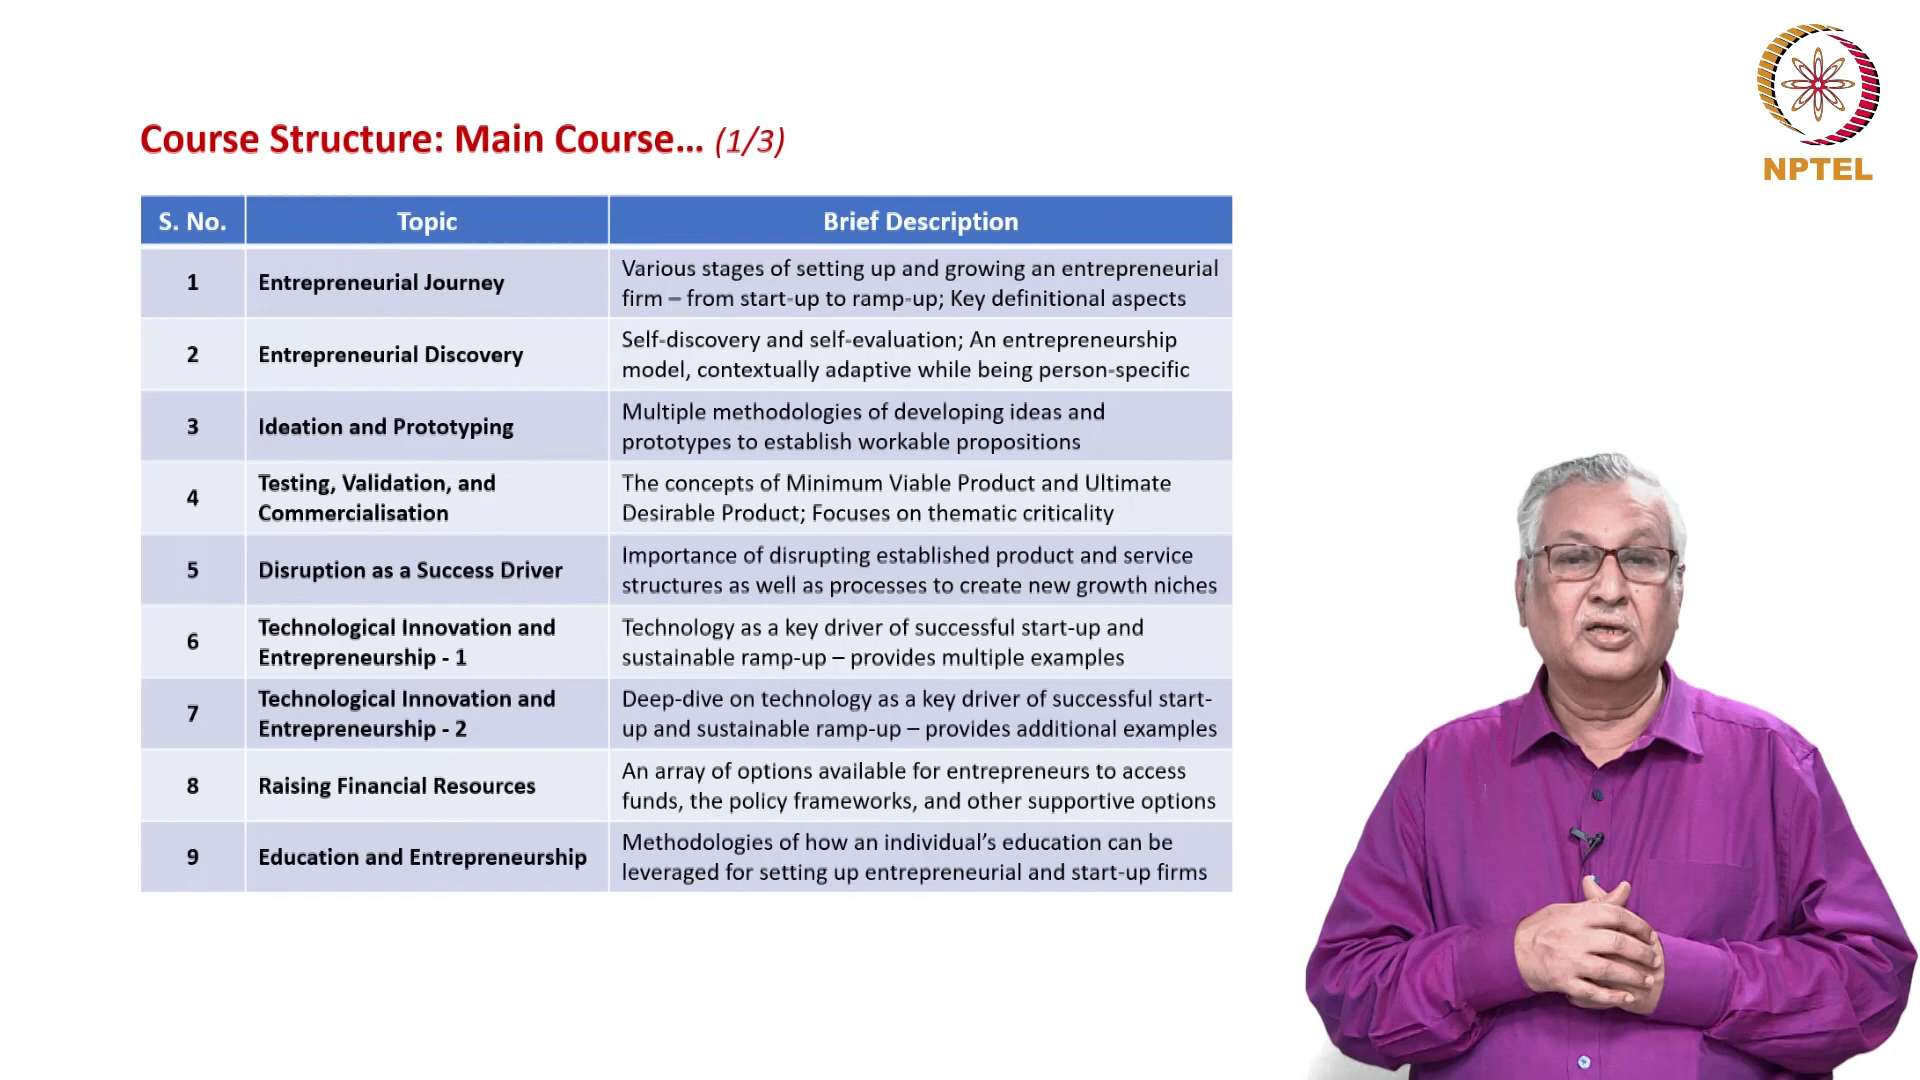 NPTEL
Course Structure: Main Course... (1/3)
S. No. Topic Brief Description
1 Entrepreneurial Journey
Various stages of setting up and growing an entrepreneurial
firm – from start-up to ramp-up; Key definitional aspects
2 Entrepreneurial Discovery
Self-discovery and self-evaluation; An entrepreneurship
model, contextually adaptive while being person-specific
3 Ideation and Prototyping
Multiple methodologies of developing ideas and
prototypes to establish workable propositions
4 Testing, Validation, and
Commercialisation
The concepts of Minimum Viable Product and Ultimate
Desirable Product; Focuses on thematic criticality
5 Disruption as a Success Driver
Importance of disrupting established product and service
structures as well as processes to create new growth niches
6 Technological Innovation and
Entrepreneurship - 1
Technology as a key driver of successful start-up and
sustainable ramp-up – provides multiple examples
7 Technological Innovation and
Entrepreneurship - 2
Deep-dive on technology as a key driver of successful start-
up and sustainable ramp-up – provides additional examples
8 Raising Financial Resources
An array of options available for entrepreneurs to access
funds, the policy frameworks, and other supportive options
9 Education and Entrepreneurship
Methodologies of how an individual’s education can be
leveraged for setting up entrepreneurial and start-up firms